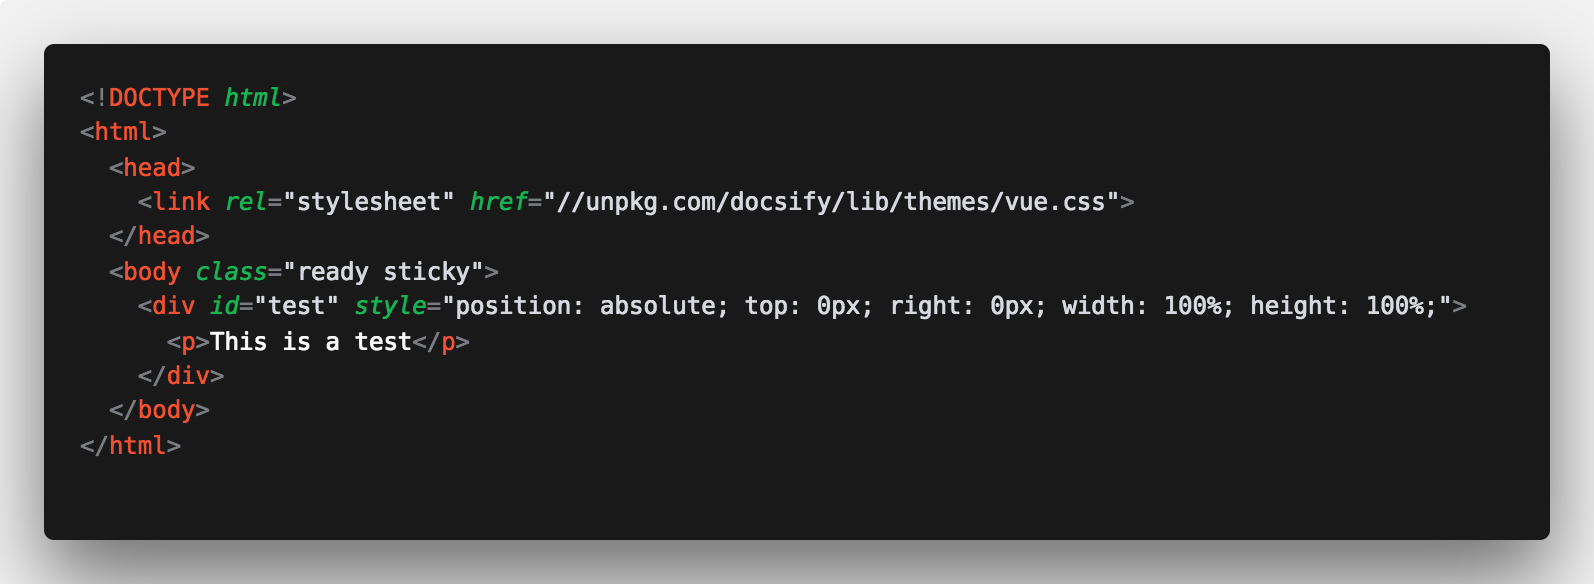 <!DOCTYPE html>
<html>
  <head>
    <link rel="stylesheet" href="//unpkg.com/docsify/lib/themes/vue.css">
  </head>
  <body class="ready sticky">
    <div id="test" style="position: absolute; top: 0px; right: 0px; width: 100%; height: 100%;">
      <p>This is a test</p>
    </div>
  </body>
</html>